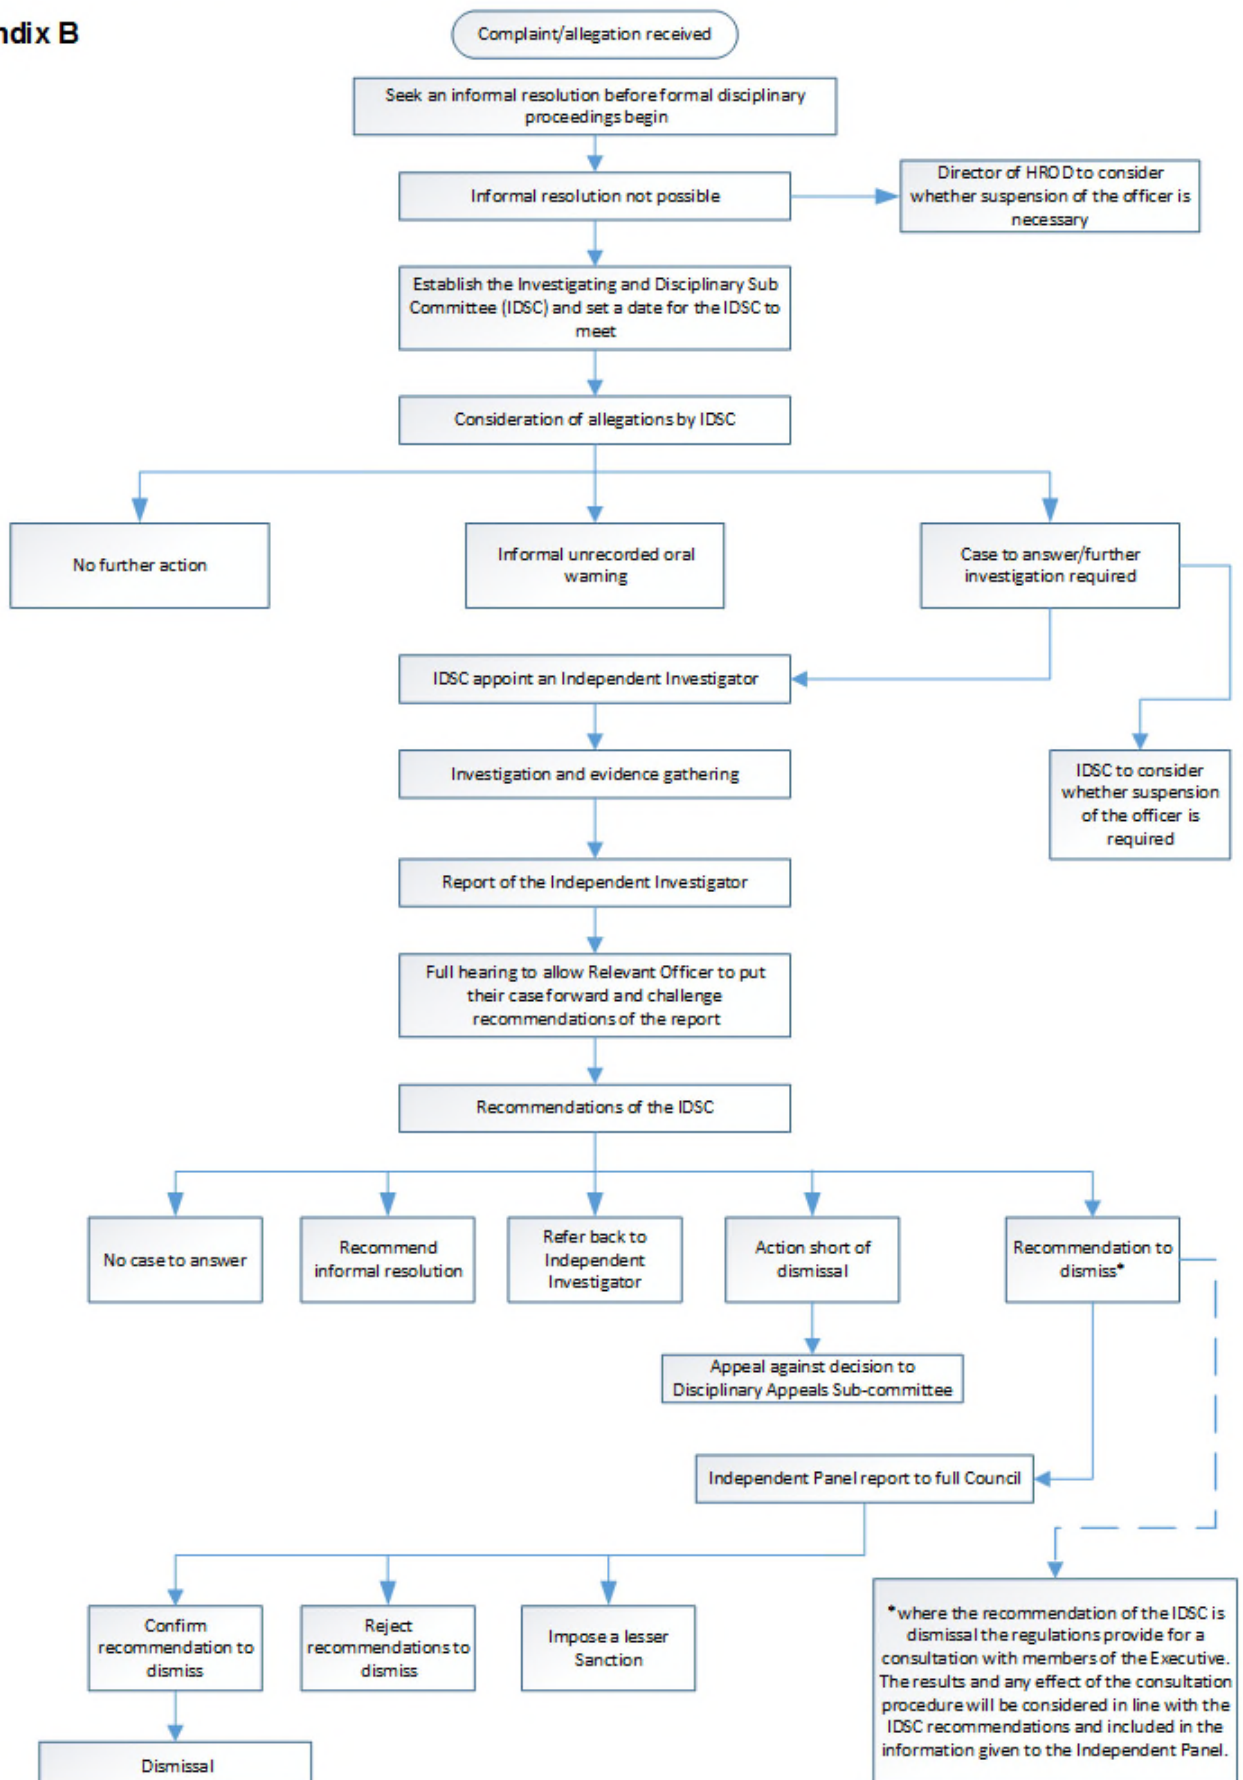 ndix B
Complaint/allegation received
Seek an informal resolution before formal disciplinary
proceedings begin
Informal resolution not possible
Director of HROD to consider
whether suspension of the officer is
necessary
Establish the Investigating and Disciplinary Sub
Committee (IDSC) and set a date for the IDSC to
meet
Consideration of allegations by IDSC
No further action
Informal unrecorded oral
warning
Case to answer/further
investigation required
IDSC appoint an Independent Investigator
Investigation and evidence gathering
IDSC to consider
whether suspension
of the officer is
required
Report of the Independent Investigator
Full hearing to allow Relevant Officer to put
their case forward and challenge
recommendations of the report
Recommendations of the IDSC
No case to answer
Recommend
informal resolution
Refer back to
Independent
Investigator
Action short of
dismissal
Recommendation to
dismiss*
Appeal against decision to
Disciplinary Appeals Sub-committee
Independent Panel report to full Council
Confirm
recommendation to
dismiss
Reject
recommendations to
dismiss
Impose a lesser
Sanction
*where the recommendation of the IDSC is
dismissal the regulations provide for a
consultation with members of the Executive.
The results and any effect of the consultation
procedure will be considered in line with the
IDSC recommendations and included in the
information given to the Independent Panel.
Dismissal